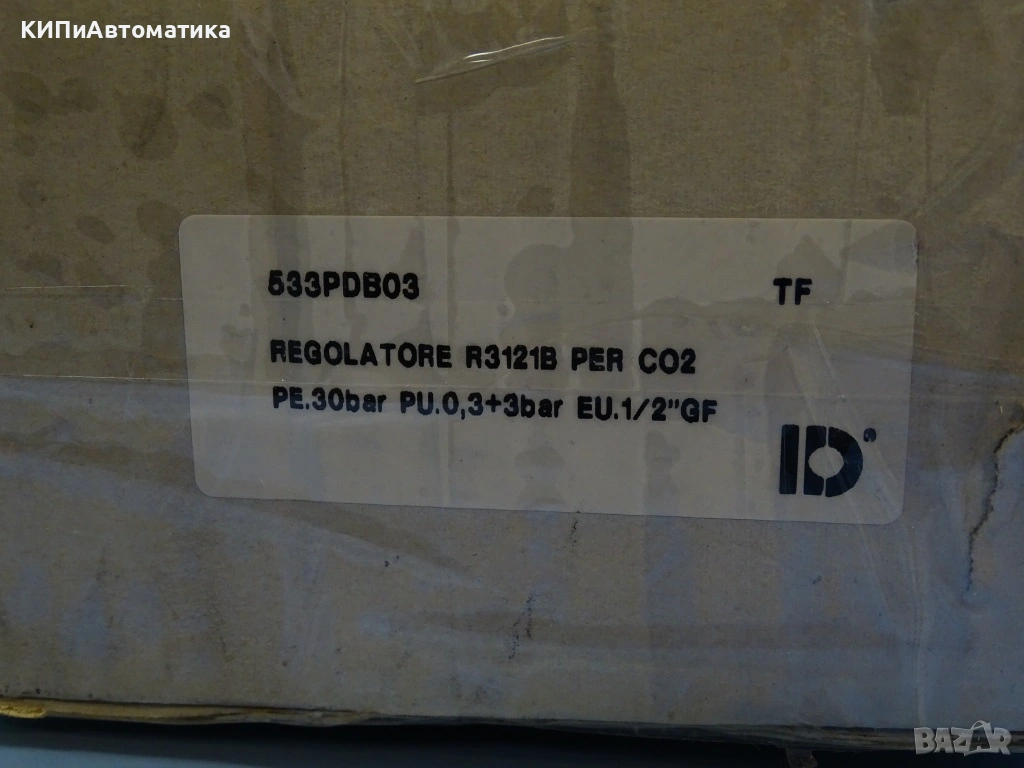 КИПиАвтоматика
533PDB03 TF
REGOLATORE R3121B PER CO2
PE.30bar PU.0,3+3bar EU.1/2"GF
ID
BAZAR